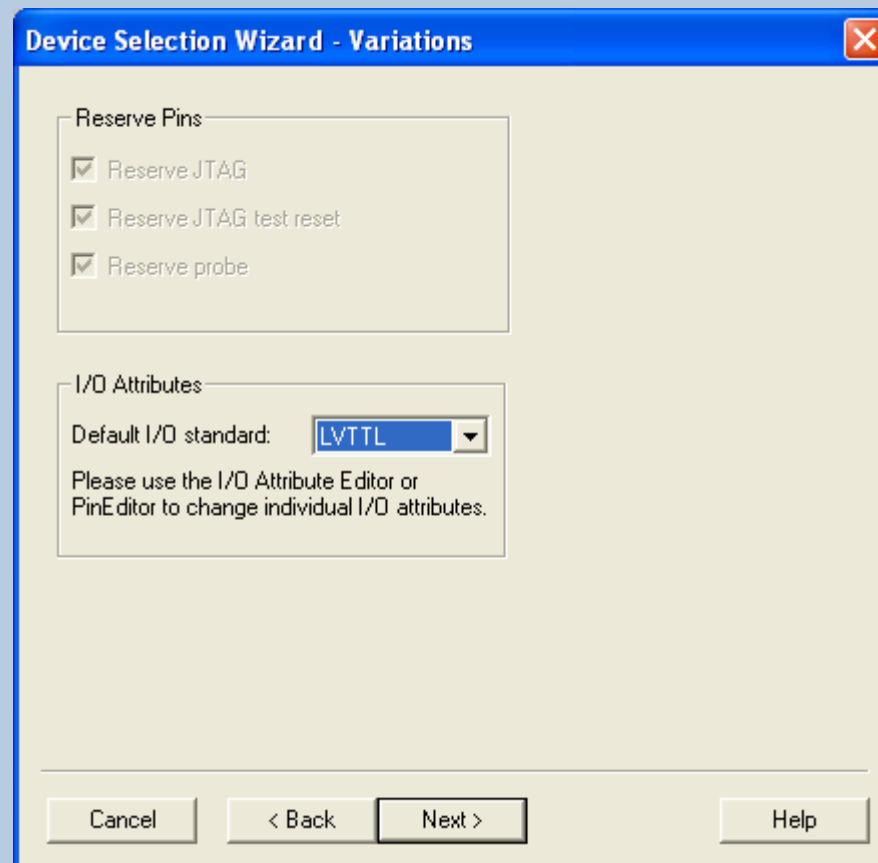 Device Selection Wizard - Variations
Reserve Pins
Reserve JTAG
Reserve JTAG test reset
Reserve probe
I/O Attributes
Default I/O standard: LVTTL
Please use the I/O Attribute Editor or
PinEditor to change individual I/O attributes.
Cancel < Back Next > Help